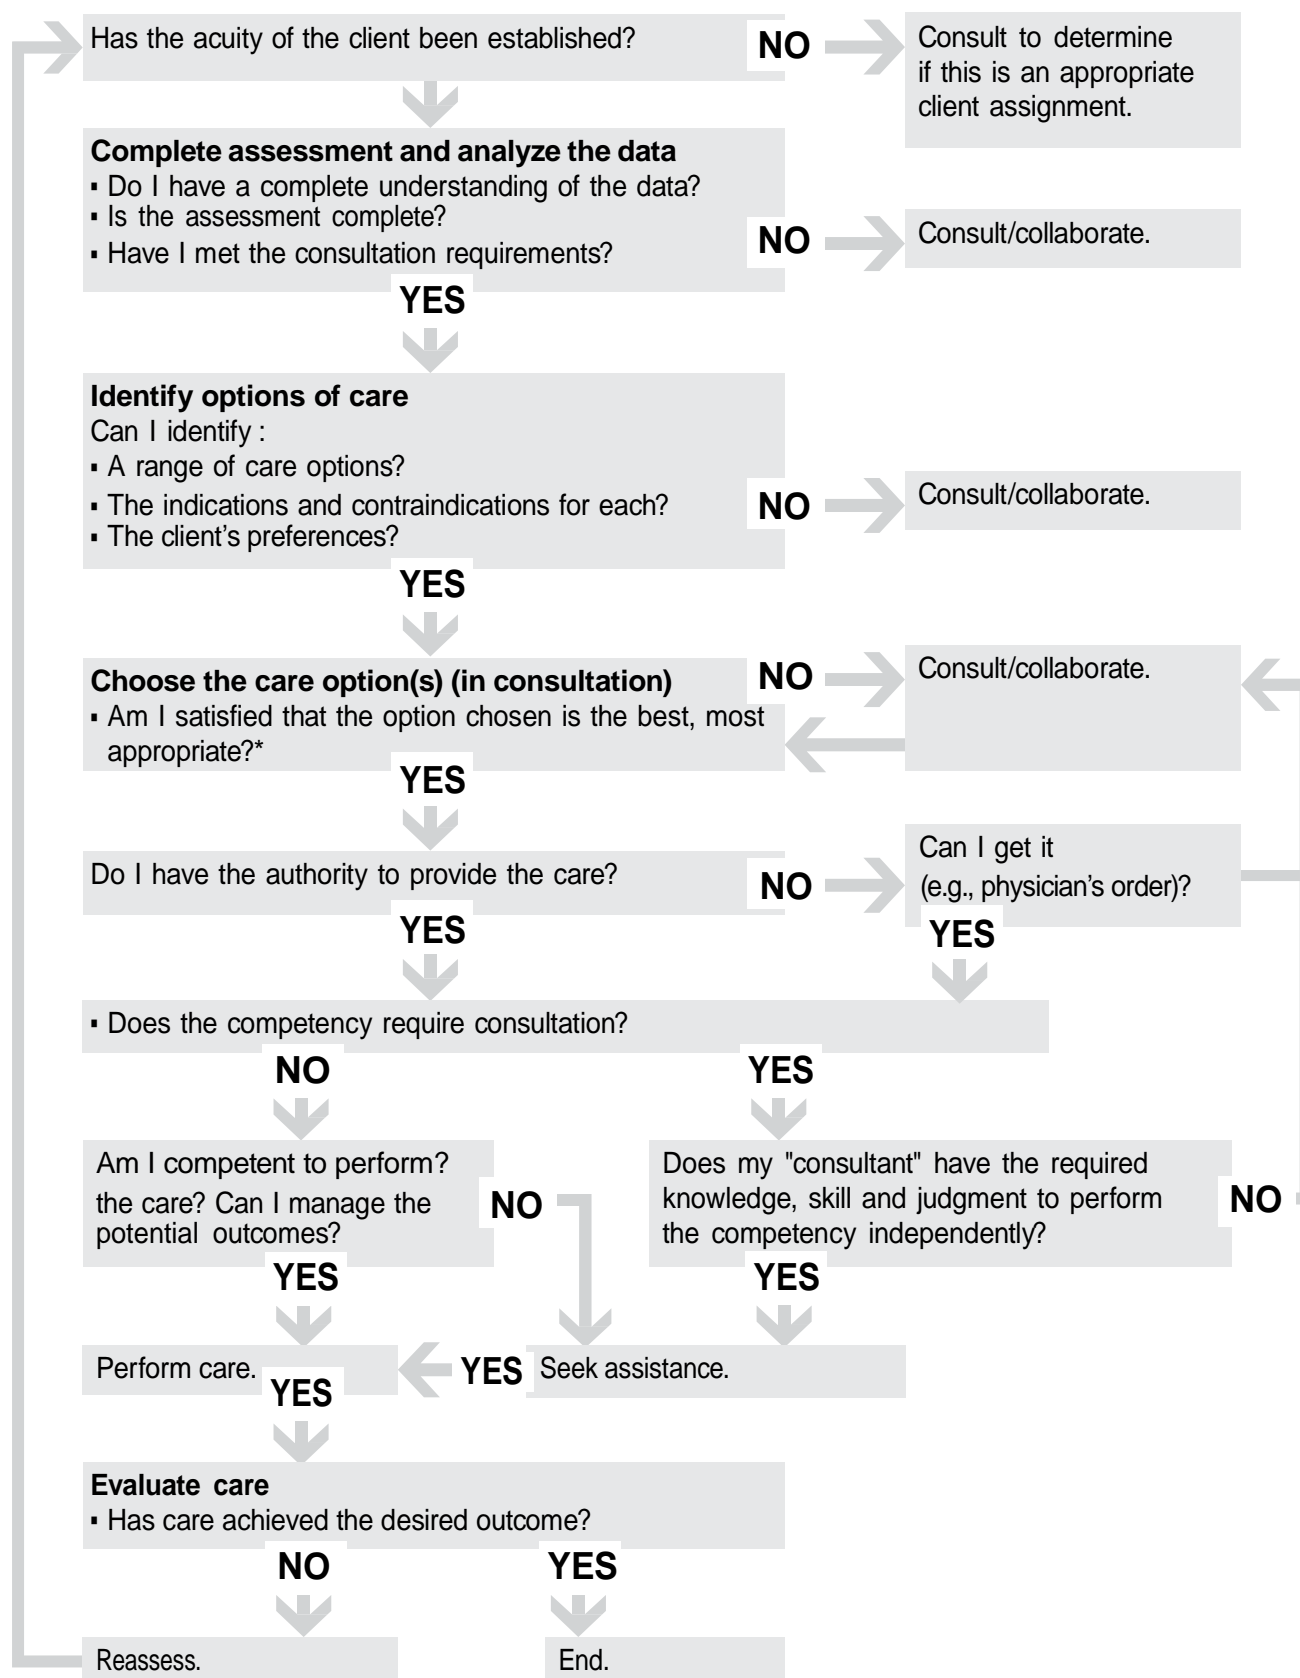 Has the acuity of the client been established?
NO
Consult to determine
if this is an appropriate
client assignment.
Complete assessment and analyze the data
▪ Do I have a complete understanding of the data?
▪ Is the assessment complete?
▪ Have I met the consultation requirements?
NO
Consult/collaborate.
YES
Identify options of care
Can I identify :
▪ A range of care options?
▪ The indications and contraindications for each?
▪ The client's preferences?
NO
Consult/collaborate.
YES
Choose the care option(s) (in consultation)
▪ Am I satisfied that the option chosen is the best, most
appropriate?*
NO
Consult/collaborate.
YES
Do I have the authority to provide the care?
NO
Can I get it
(e.g., physician's order)?
YES
YES
▪ Does the competency require consultation?
NO
YES
Am I competent to perform?
the care? Can I manage the
potential outcomes?
NO
Does my "consultant" have the required
knowledge, skill and judgment to perform
the competency independently?
NO
YES
YES
Perform care.
YES
Seek assistance.
YES
Evaluate care
▪ Has care achieved the desired outcome?
NO
YES
Reassess.
End.